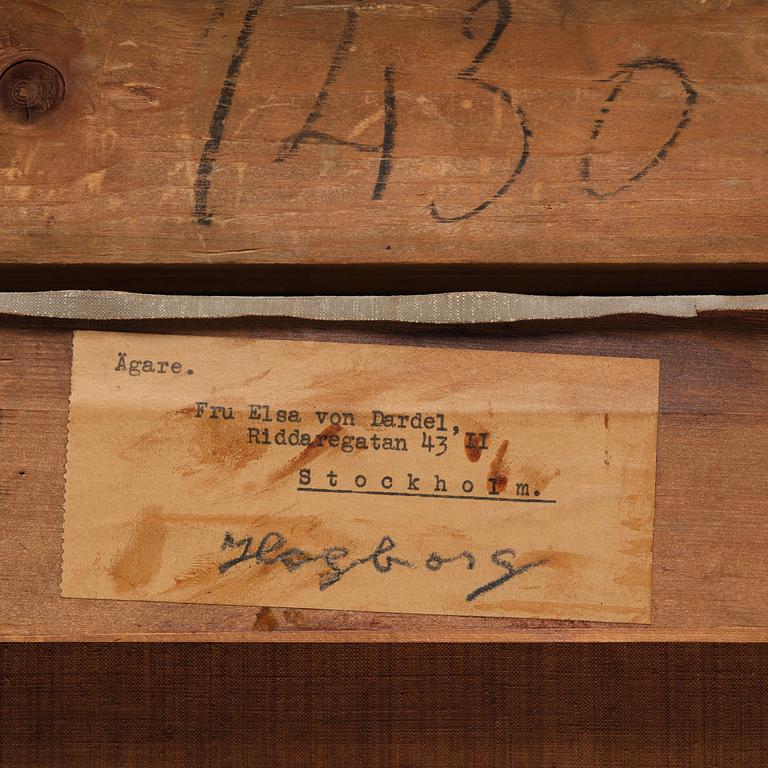 1430
Ägare.
Fru Elsa von Dardel,
Riddaregatan 43 II
Stockholm.
Hagborg